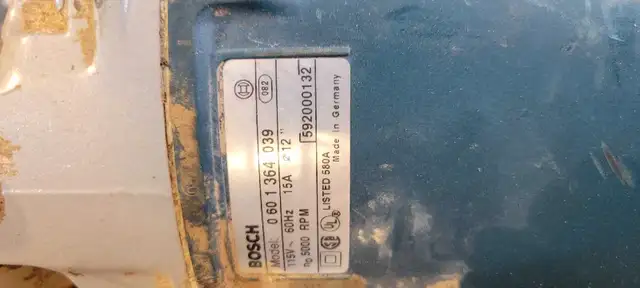 BOSCH
082
Model: 0 601 364 039
115V~ 60Hz 15A ⌀12"
n₀ 5000 RPM 592000132
UL LISTED 580A
Made in Germany